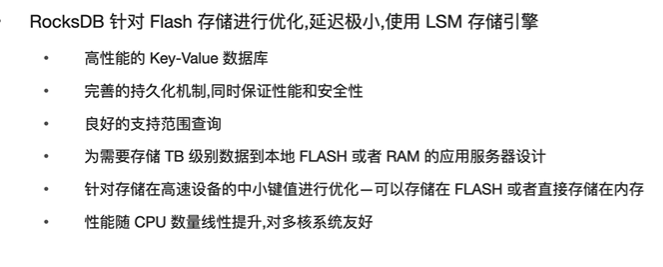 RocksDB 针对 Flash 存储进行优化,延迟极小,使用 LSM 存储引擎
• 高性能的 Key-Value 数据库
• 完善的持久化机制,同时保证性能和安全性
• 良好的支持范围查询
• 为需要存储 TB 级别数据到本地 FLASH 或者 RAM 的应用服务器设计
• 针对存储在高速设备的中小键值进行优化—可以存储在 FLASH 或者直接存储在内存
• 性能随 CPU 数量线性提升,对多核系统友好